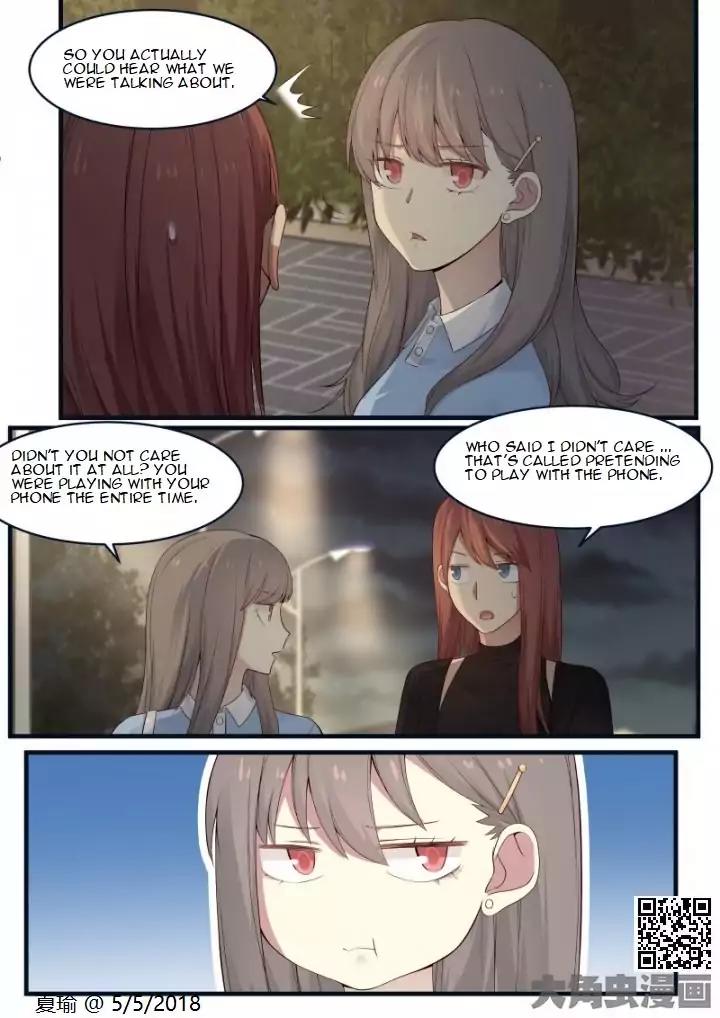 SO YOU ACTUALLY
COULD HEAR WHAT WE
WERE TALKING ABOUT.
DIDN'T YOU NOT CARE
ABOUT IT AT ALL? YOU
WERE PLAYING WITH YOUR
PHONE THE ENTIRE TIME.
WHO SAID I DIDN'T CARE ...
THAT'S CALLED PRETENDING
TO PLAY WITH THE PHONE.
大角虫漫画
夏瑜 @ 5/5/2018